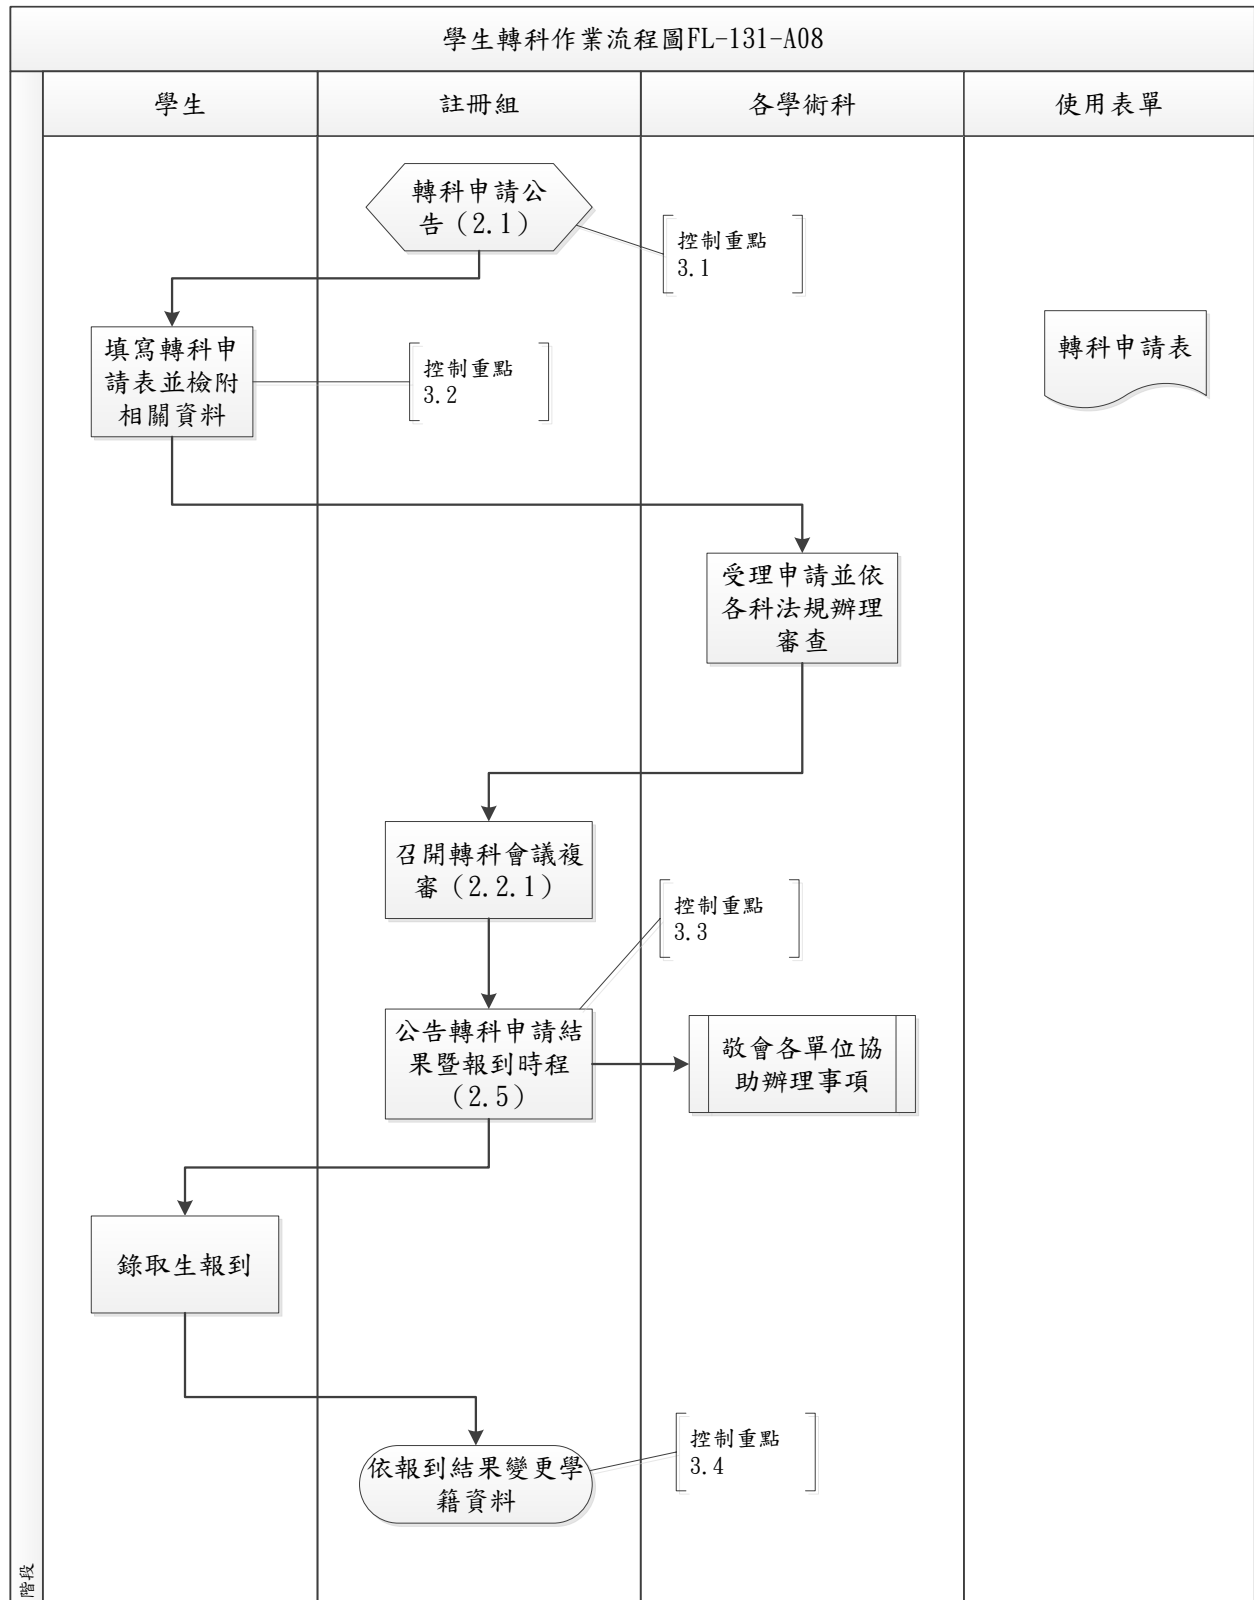 學生轉科作業流程圖FL-131-A08
學生
註冊組
各學術科
使用表單
轉科申請公
告（2.1）
控制重點
3.1
填寫轉科申
請表並檢附
相關資料
控制重點
3.2
轉科申請表
受理申請並依
各科法規辦理
審查
召開轉科會議複
審（2.2.1）
控制重點
3.3
公告轉科申請結
果暨報到時程
（2.5）
敬會各單位協
助辦理事項
錄取生報到
控制重點
3.4
依報到結果變更學
籍資料
階段